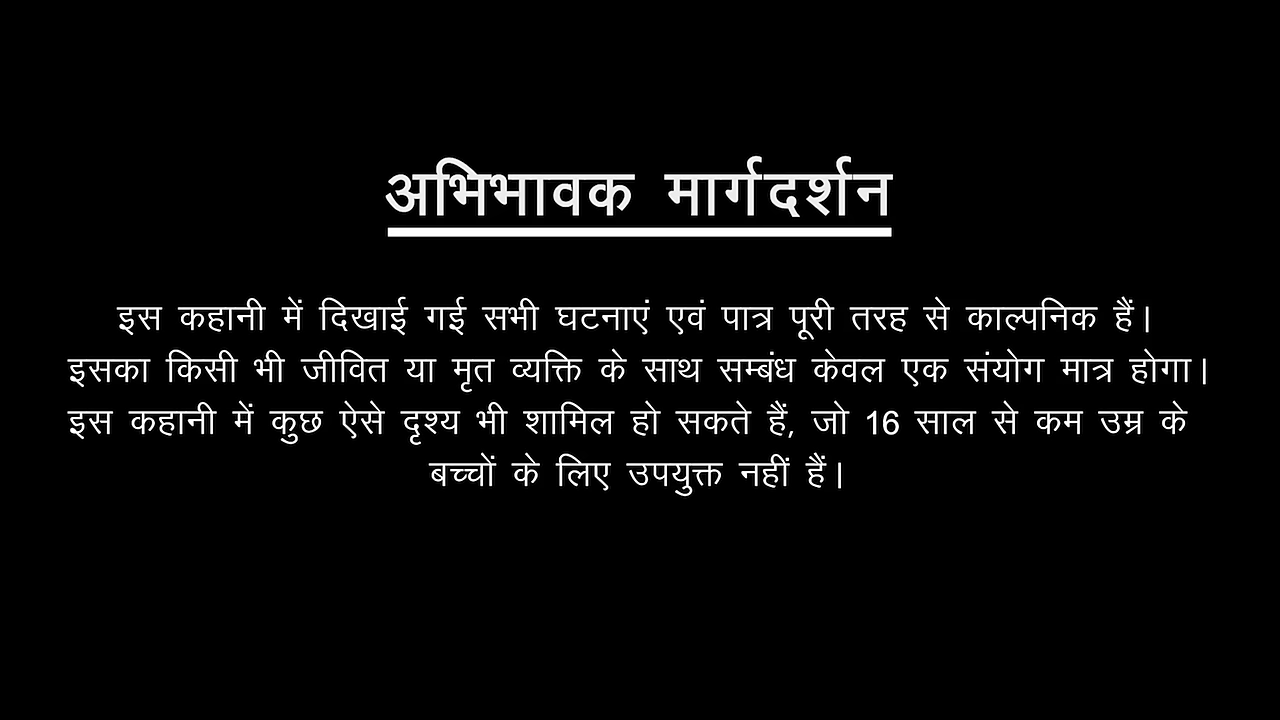 अभिभावक मार्गदर्शन
इस कहानी में दिखाई गई सभी घटनाएं एवं पात्र पूरी तरह से काल्पनिक हैं।
इसका किसी भी जीवित या मृत व्यक्ति के साथ सम्बंध केवल एक संयोग मात्र होगा।
इस कहानी में कुछ ऐसे दृश्य भी शामिल हो सकते हैं, जो 16 साल से कम उम्र के
बच्चों के लिए उपयुक्त नहीं हैं।